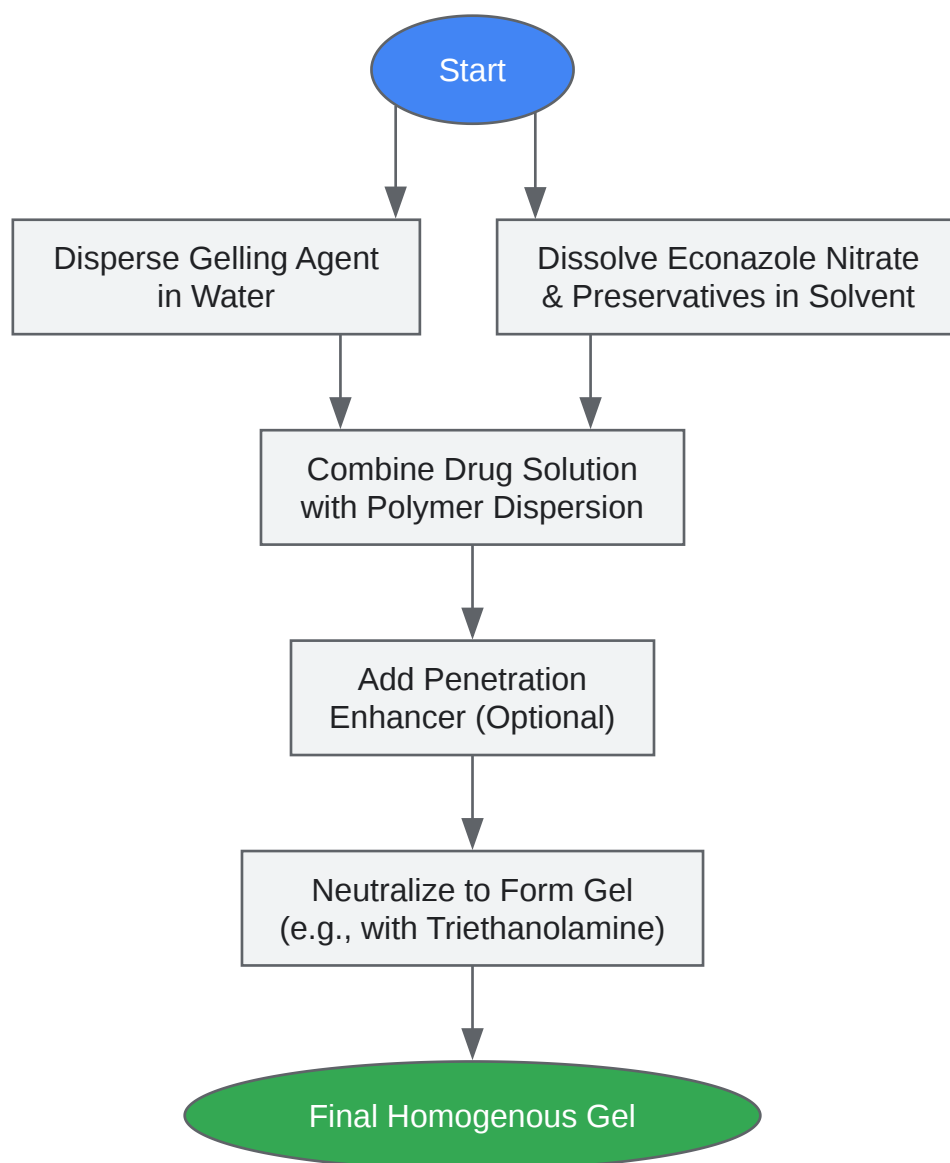 Start
Disperse Gelling Agent
in Water
Dissolve Econazole Nitrate
& Preservatives in Solvent
Combine Drug Solution
with Polymer Dispersion
Add Penetration
Enhancer (Optional)
Neutralize to Form Gel
(e.g., with Triethanolamine)
Final Homogenous Gel